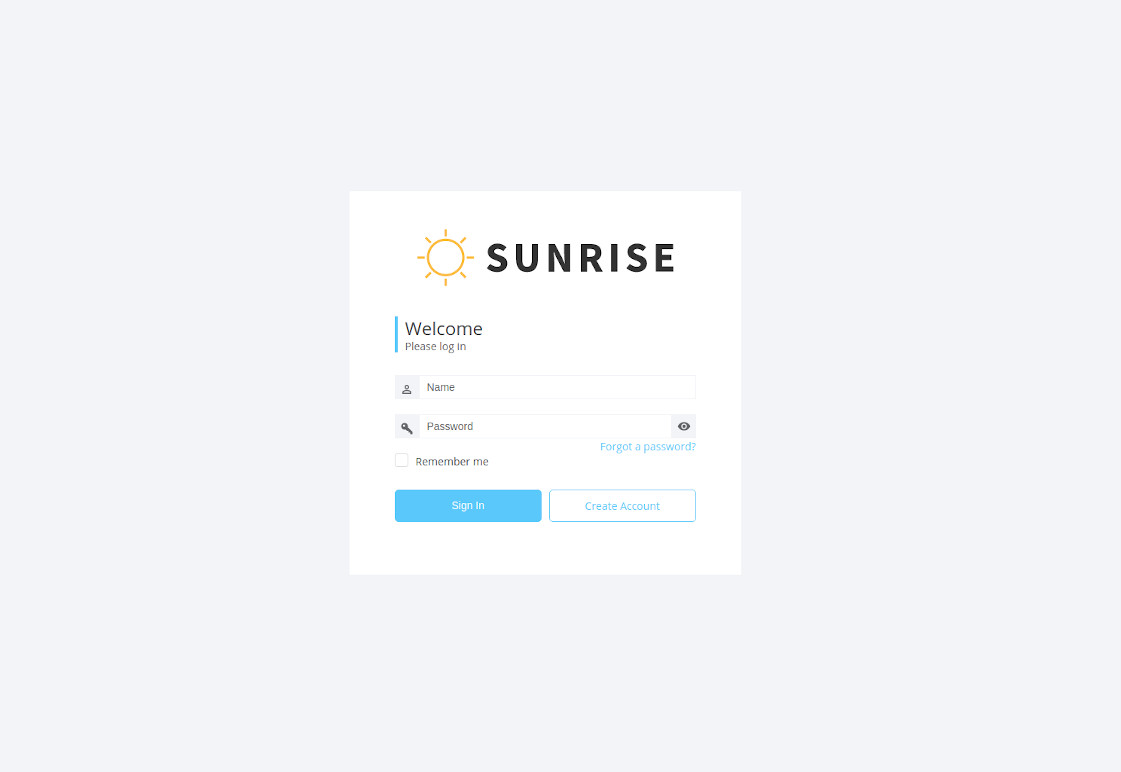 SUNRISE
Welcome
Please log in
Name
Password
Forgot a password?
Remember me
Sign In
Create Account